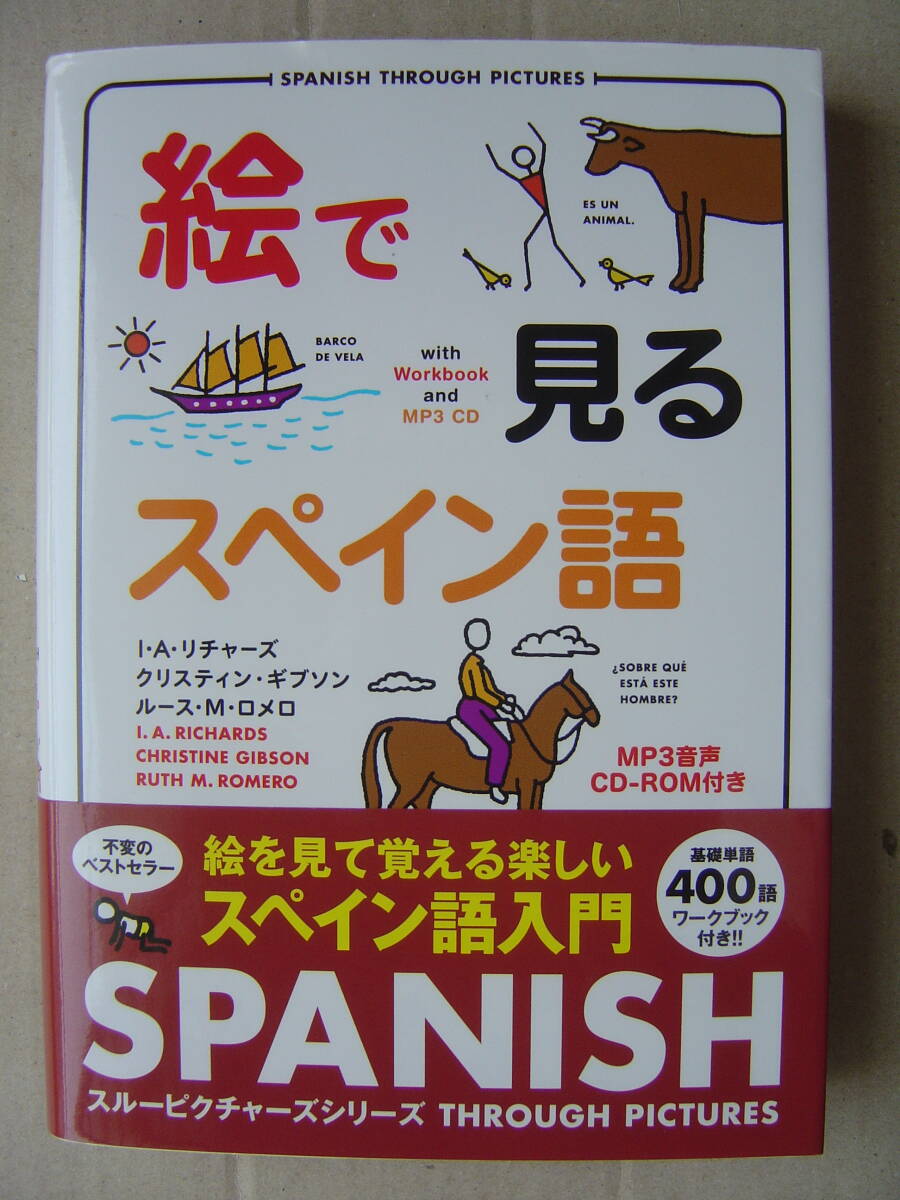 SPANISH THROUGH PICTURES
絵で
ES UN
ANIMAL.
BARCO
DE VELA
with
Workbook
and
MP3 CD
見る
スペイン語
I・A・リチャーズ
クリスティン・ギブソン
ルース・M・ロメロ
I. A. RICHARDS
CHRISTINE GIBSON
RUTH M. ROMERO
¿SOBRE QUÉ
ESTÁ ESTE
HOMBRE?
MP3音声
CD-ROM付き
不変の
ベストセラー
絵を見て覚える楽しい
スペイン語入門
基礎単語
400語
ワークブック
付き!!
SPANISH
スルーピクチャーズシリーズ THROUGH PICTURES